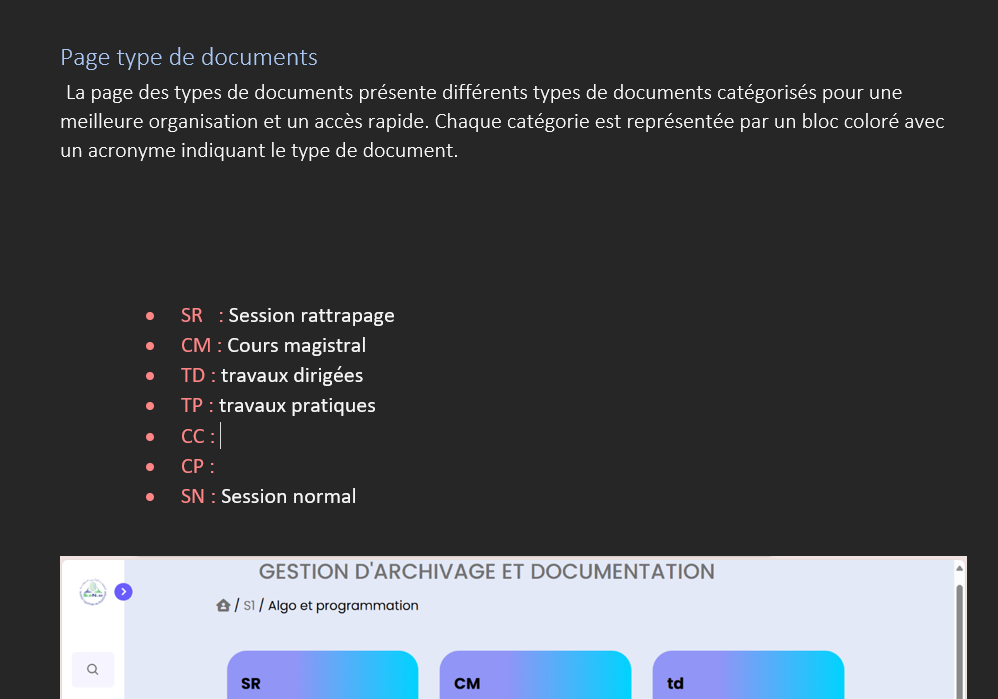 Page type de documents
La page des types de documents présente différents types de documents catégorisés pour une
meilleure organisation et un accès rapide. Chaque catégorie est représentée par un bloc coloré avec
un acronyme indiquant le type de document.
• SR : Session rattrapage
• CM : Cours magistral
• TD : travaux dirigées
• TP : travaux pratiques
• CC :
• CP :
• SN : Session normal
GESTION D'ARCHIVAGE ET DOCUMENTATION
/ S1 / Algo et programmation
SR CM td